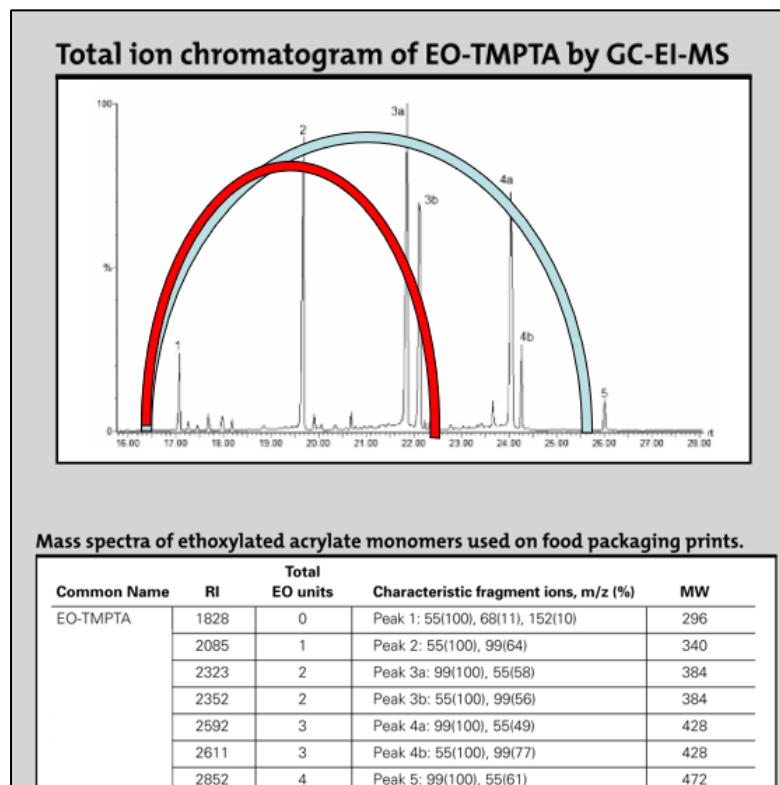 Total ion chromatogram of EO-TMPTA by GC-EI-MS
100
3a
2
4a
3b
%
4b
1
5
0
rt
16.00 17.00 18.00 19.00 20.00 21.00 22.00 23.00 24.00 25.00 26.00 27.00 28.00
Mass spectra of ethoxylated acrylate monomers used on food packaging prints.
Total
Common Name RI EO units Characteristic fragment ions, m/z (%) MW
EO-TMPTA 1828 0 Peak 1: 55(100), 68(11), 152(10) 296
2085 1 Peak 2: 55(100), 99(64) 340
2323 2 Peak 3a: 99(100), 55(58) 384
2352 2 Peak 3b: 55(100), 99(56) 384
2592 3 Peak 4a: 99(100), 55(49) 428
2611 3 Peak 4b: 55(100), 99(77) 428
2852 4 Peak 5: 99(100), 55(61) 472